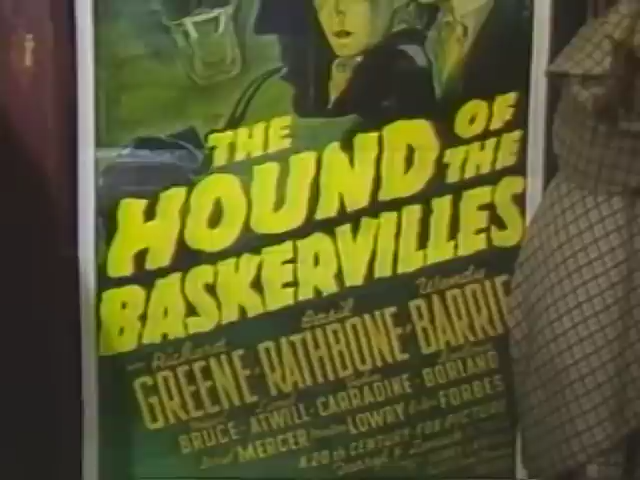 THE
HOUND OF THE
BASKERVILLES
Richard Basil Wendy
GREENE · RATHBONE · BARRIE
BRUCE · ATWILL · CARRADINE · BORLAND
MERCER LOWRY FORBES
A 20th CENTURY-FOX PICTURE